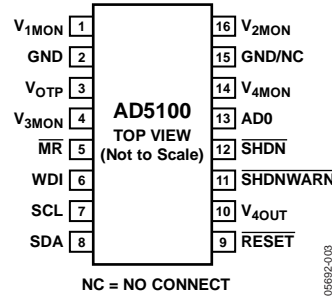 V1MON 1
GND 2
VOTP 3
V3MON 4
MR 5
WDI 6
SCL 7
SDA 8
AD5100
TOP VIEW
(Not to Scale)
16 V2MON
15 GND/NC
14 V4MON
13 AD0
12 SHDN
11 SHDNWARN
10 V4OUT
9 RESET
NC = NO CONNECT
05692-003